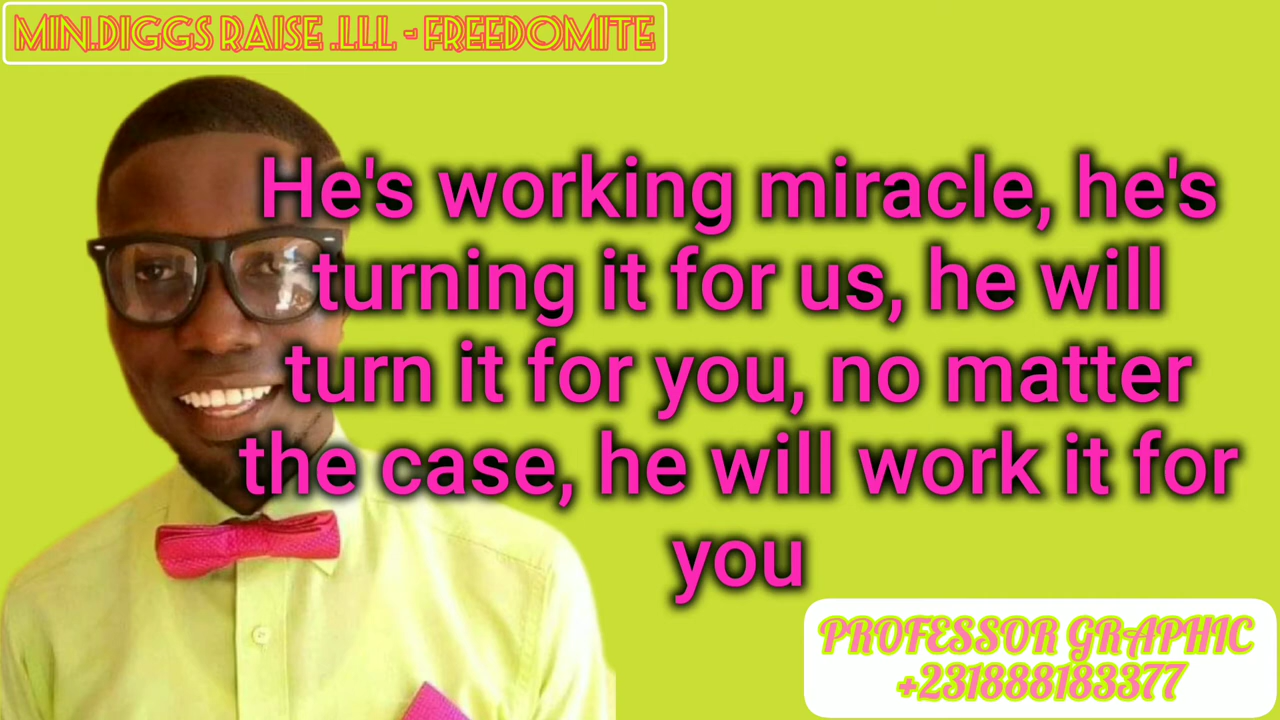 MIN.DIGGS RAISE .LLL - FREEDOMITE
He's working miracle, he's
turning it for us, he will
turn it for you, no matter
the case, he will work it for
you
PROFESSOR GRAPHIC
+231888183377